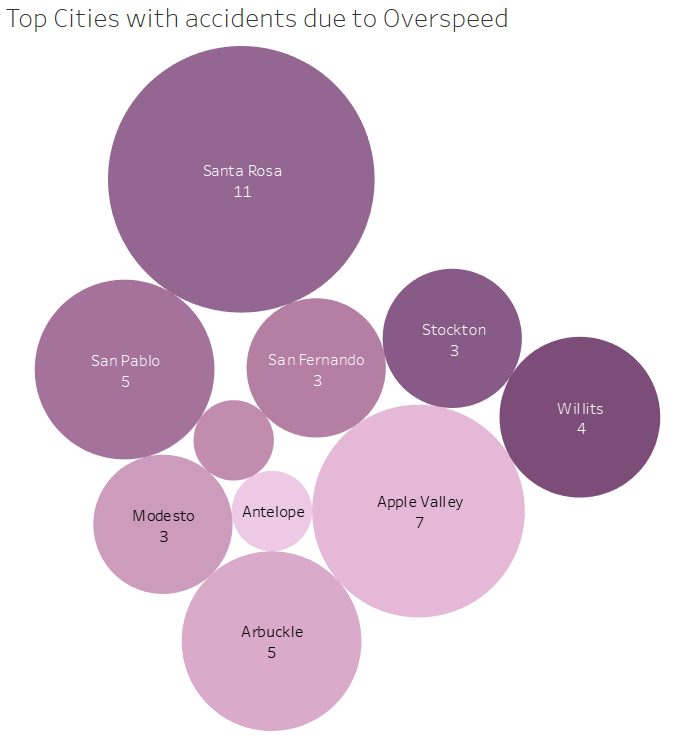 Top Cities with accidents due to Overspeed
Santa Rosa
11
Stockton
3
San Pablo
5
San Fernando
3
Willits
4
Apple Valley
7
Antelope
Modesto
3
Arbuckle
5